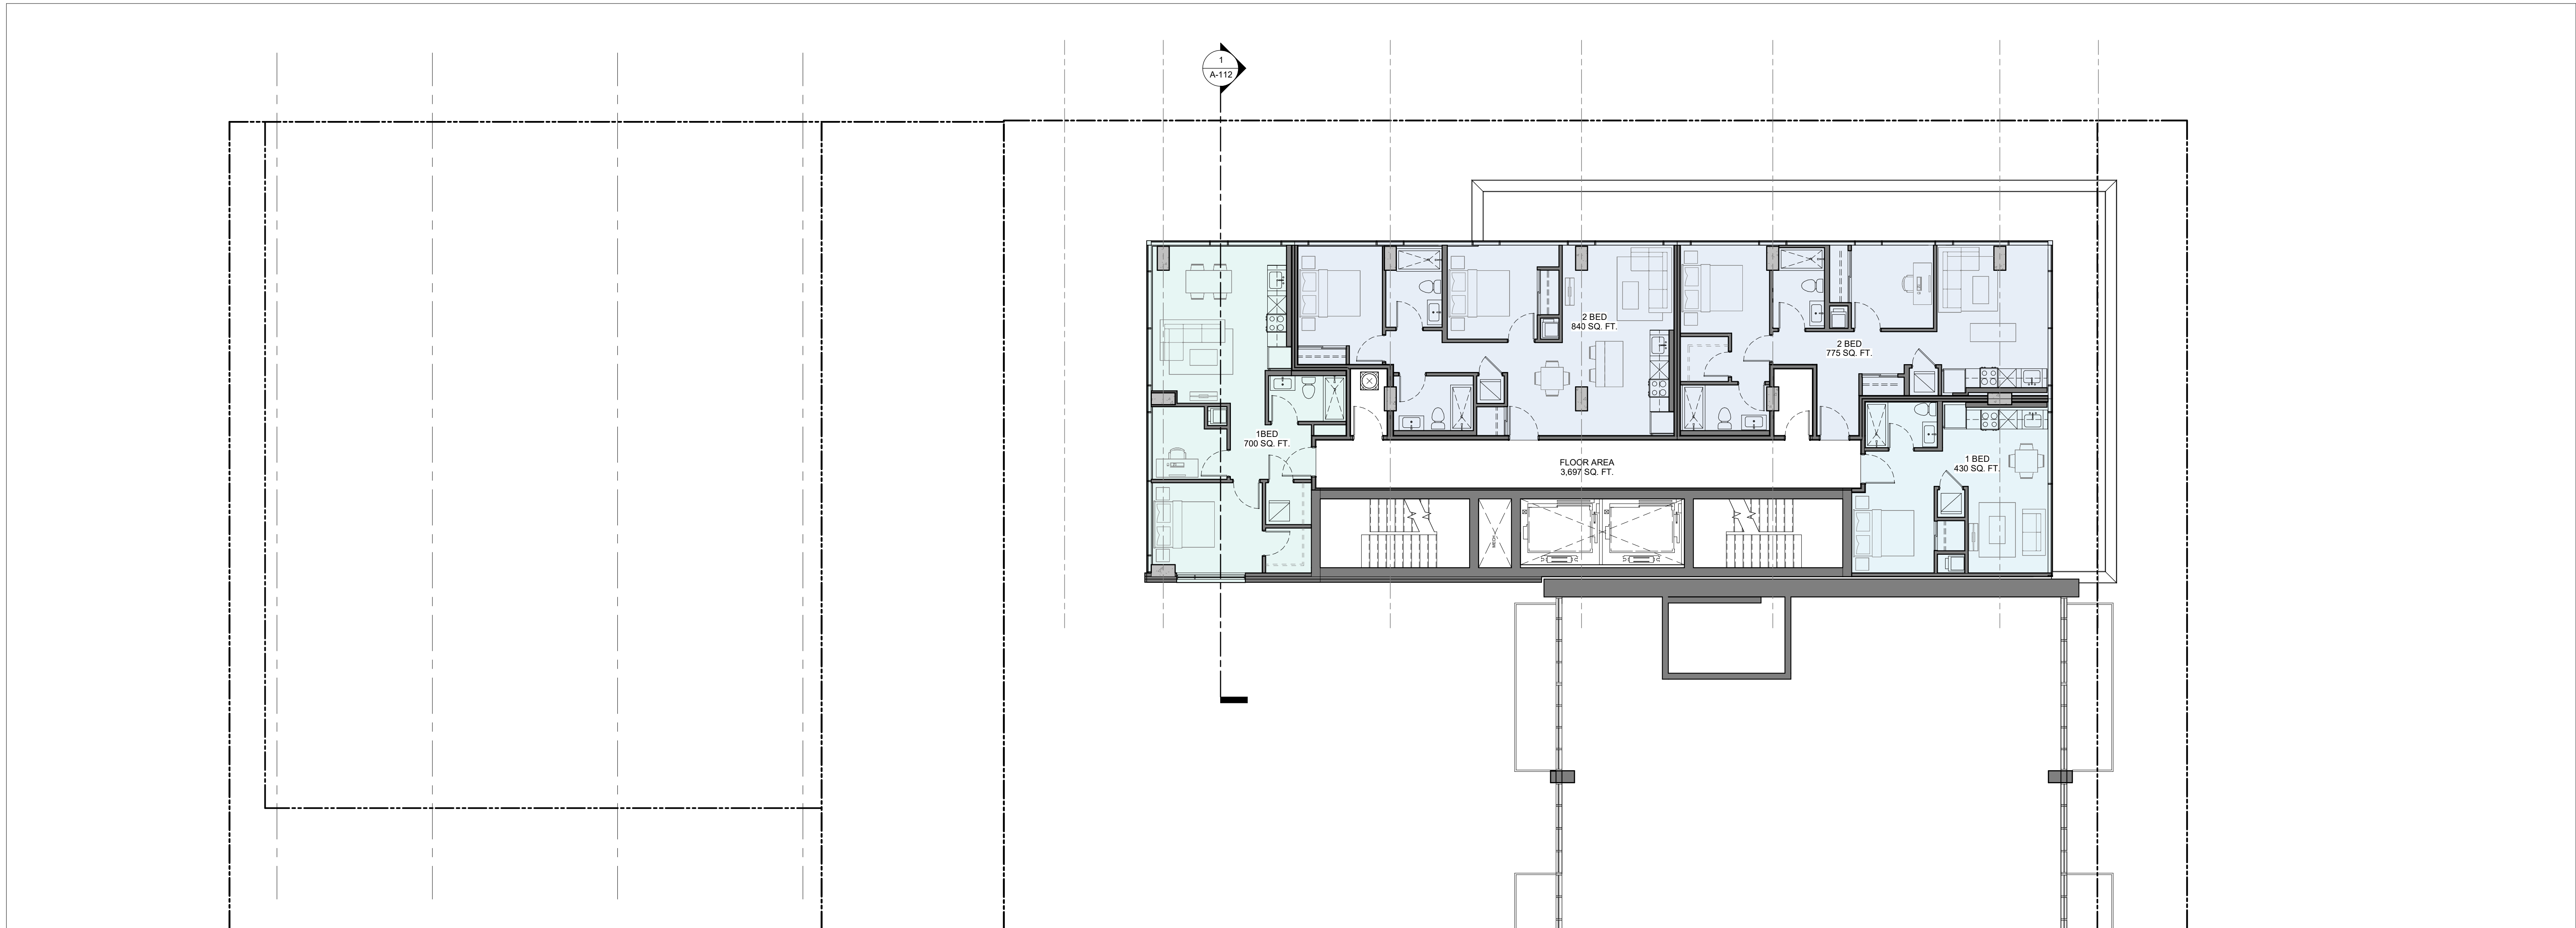 1
A-112
2 BED
840 SQ. FT.
2 BED
775 SQ. FT.
1BED
700 SQ. FT.
FLOOR AREA
3,697 SQ. FT.
1 BED
430 SQ. FT.
MECH